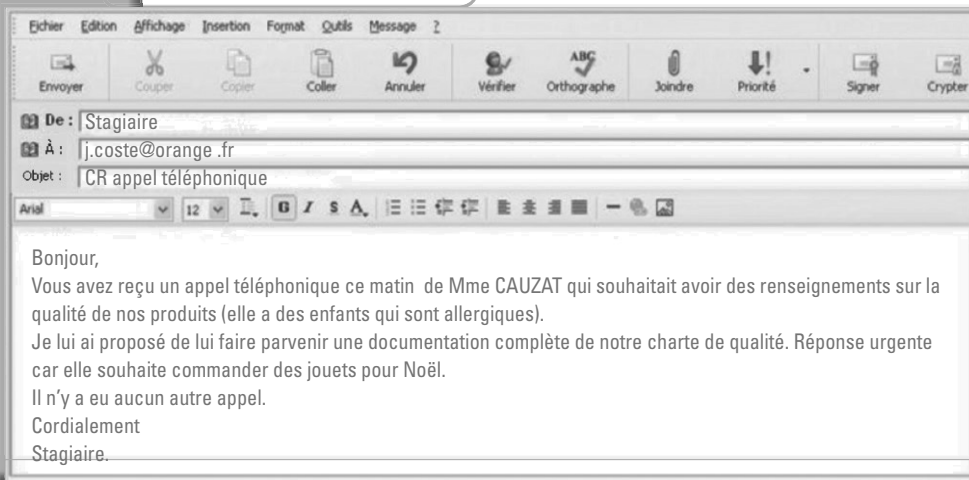 Fichier Edition Affichage Insertion Format Outils Message ?
Envoyer Couper Copier Coller Annuler Vérifier Orthographe Joindre Priorité Signer Crypter
De : Stagiaire
À : j.coste@orange .fr
Objet : CR appel téléphonique
Arial 12 G I S A
Bonjour,
Vous avez reçu un appel téléphonique ce matin de Mme CAUZAT qui souhaitait avoir des renseignements sur la
qualité de nos produits (elle a des enfants qui sont allergiques).
Je lui ai proposé de lui faire parvenir une documentation complète de notre charte de qualité. Réponse urgente
car elle souhaite commander des jouets pour Noël.
Il n’y a eu aucun autre appel.
Cordialement
Stagiaire.